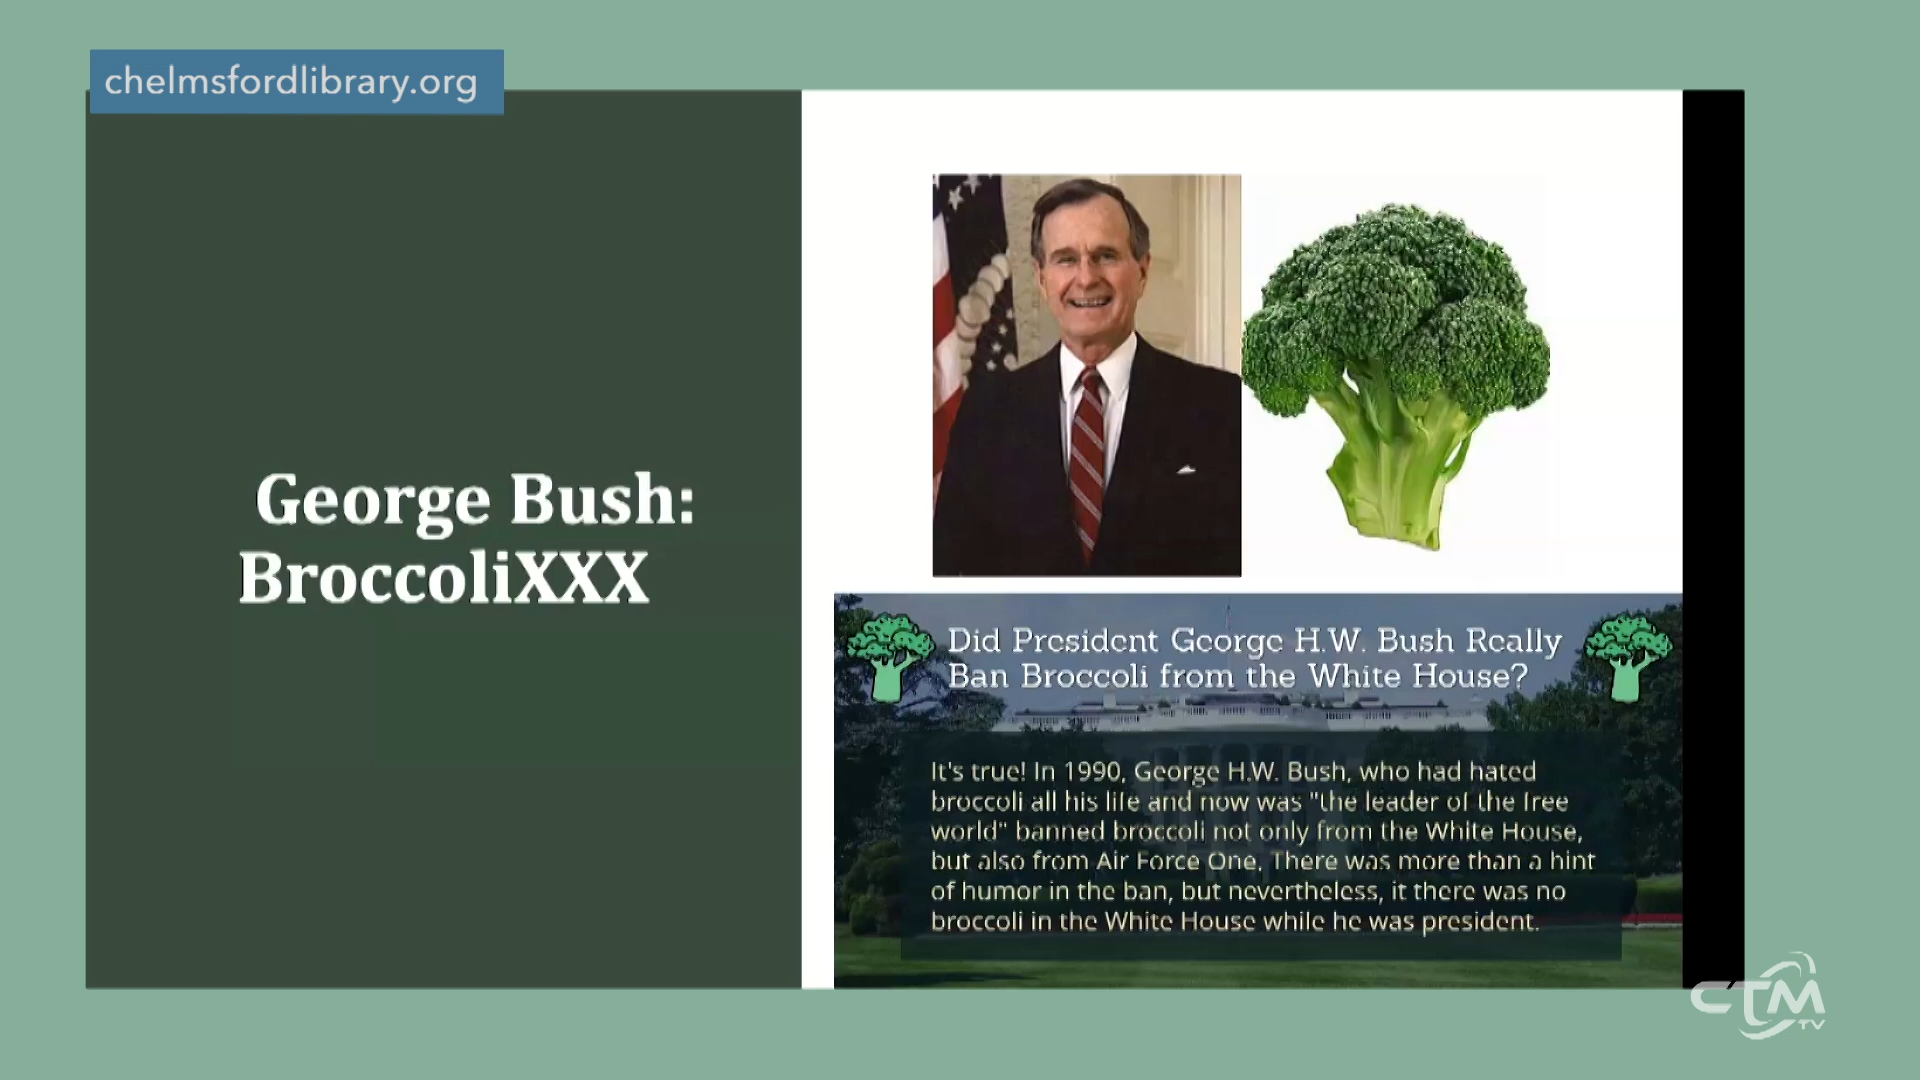 chelmsfordlibrary.org
George Bush:
BroccoliXXX
Did President George H.W. Bush Really
Ban Broccoli from the White House?
It's true! In 1990, George H.W. Bush, who had hated
broccoli all his life and now was "the leader of the free
world" banned broccoli not only from the White House,
but also from Air Force One, There was more than a hint
of humor in the ban, but nevertheless, it there was no
broccoli in the White House while he was president.
CTM
TV